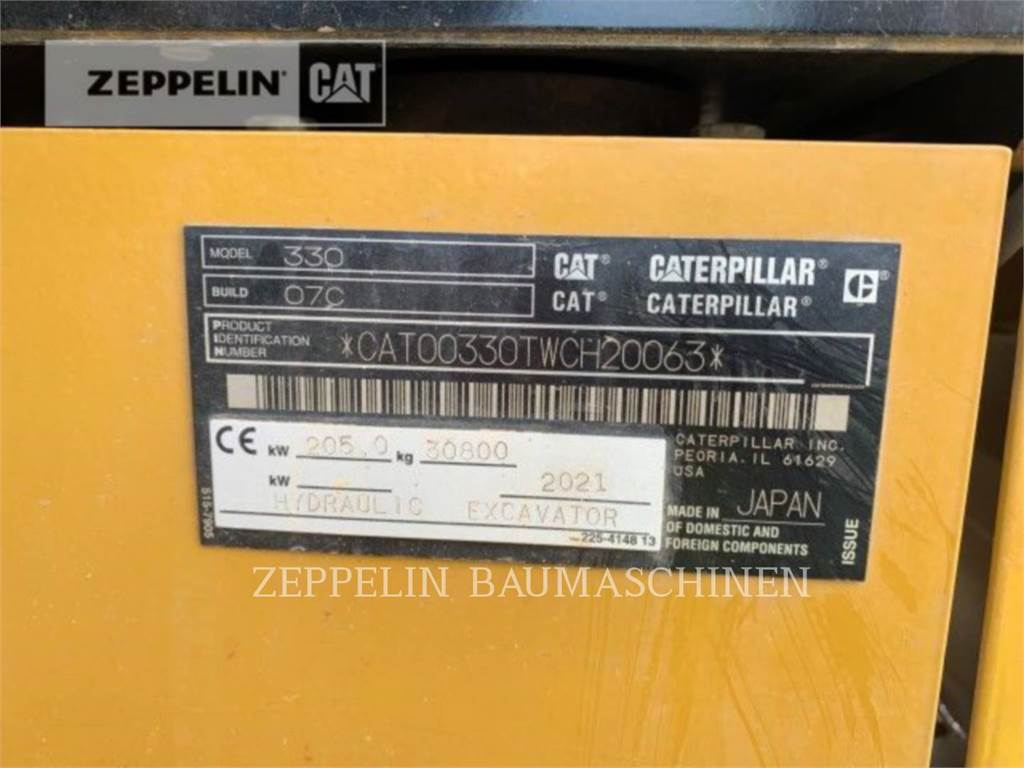 ZEPPELIN® CAT
MODEL 330
BUILD 07C
CAT® CATERPILLAR®
CAT® CATERPILLAR®
PRODUCT
IDENTIFICATION
NUMBER
*CAT00330TWCH20063*
CE kW 205.0 kg 30800
kW 2021
HYDRAULIC EXCAVATOR
225-4148 13
515-7905
CATERPILLAR INC.
PEORIA, IL 61629
USA
MADE IN JAPAN
OF DOMESTIC AND
FOREIGN COMPONENTS
ISSUE
ZEPPELIN BAUMASCHINEN